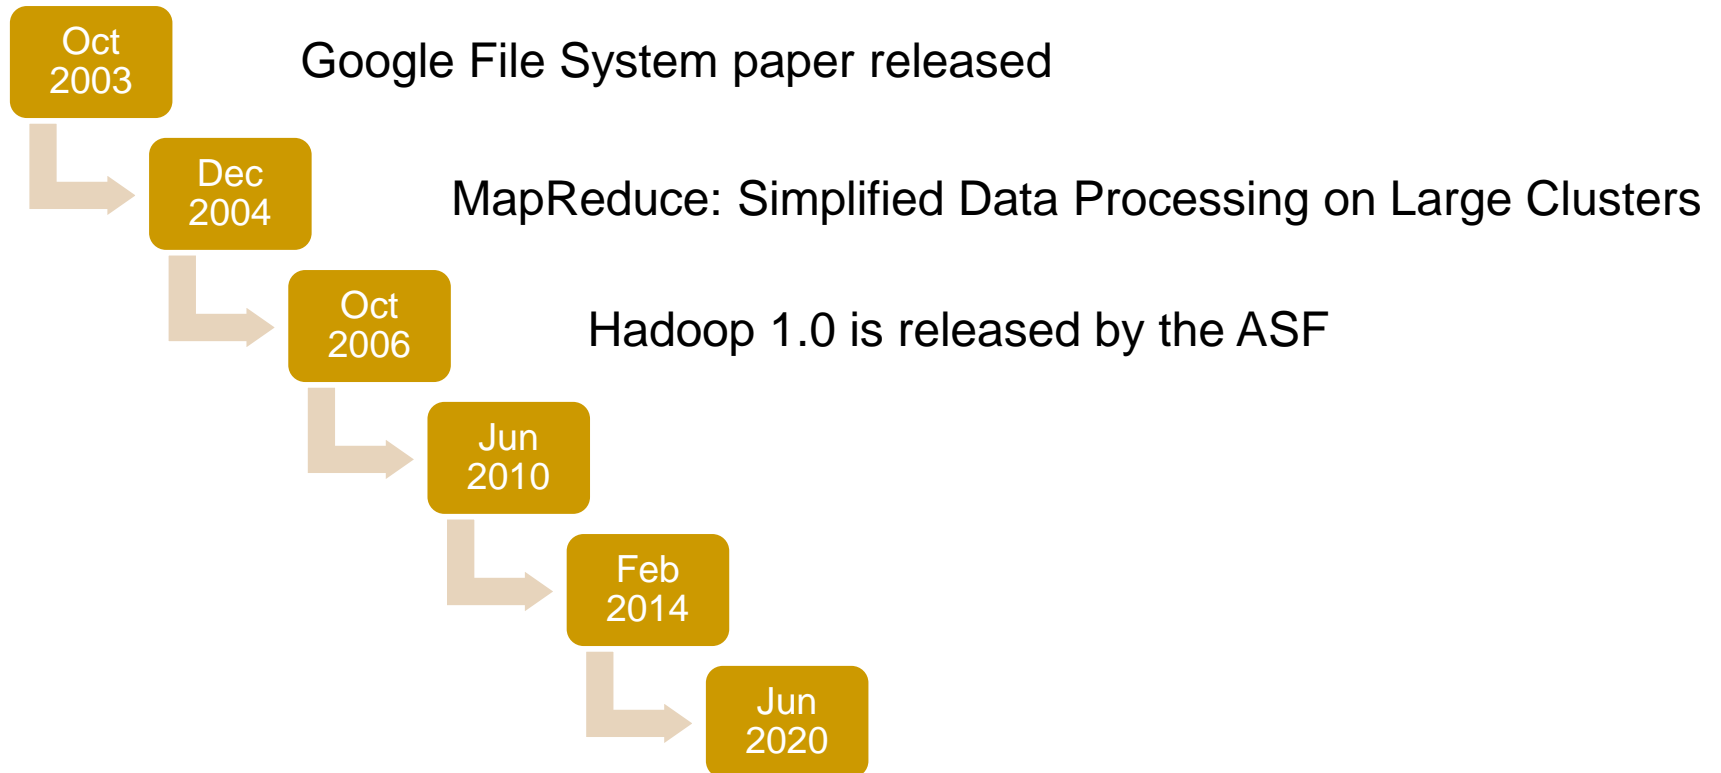 Oct
2003
Google File System paper released
Dec
2004
MapReduce: Simplified Data Processing on Large Clusters
Oct
2006
Hadoop 1.0 is released by the ASF
Jun
2010
Feb
2014
Jun
2020